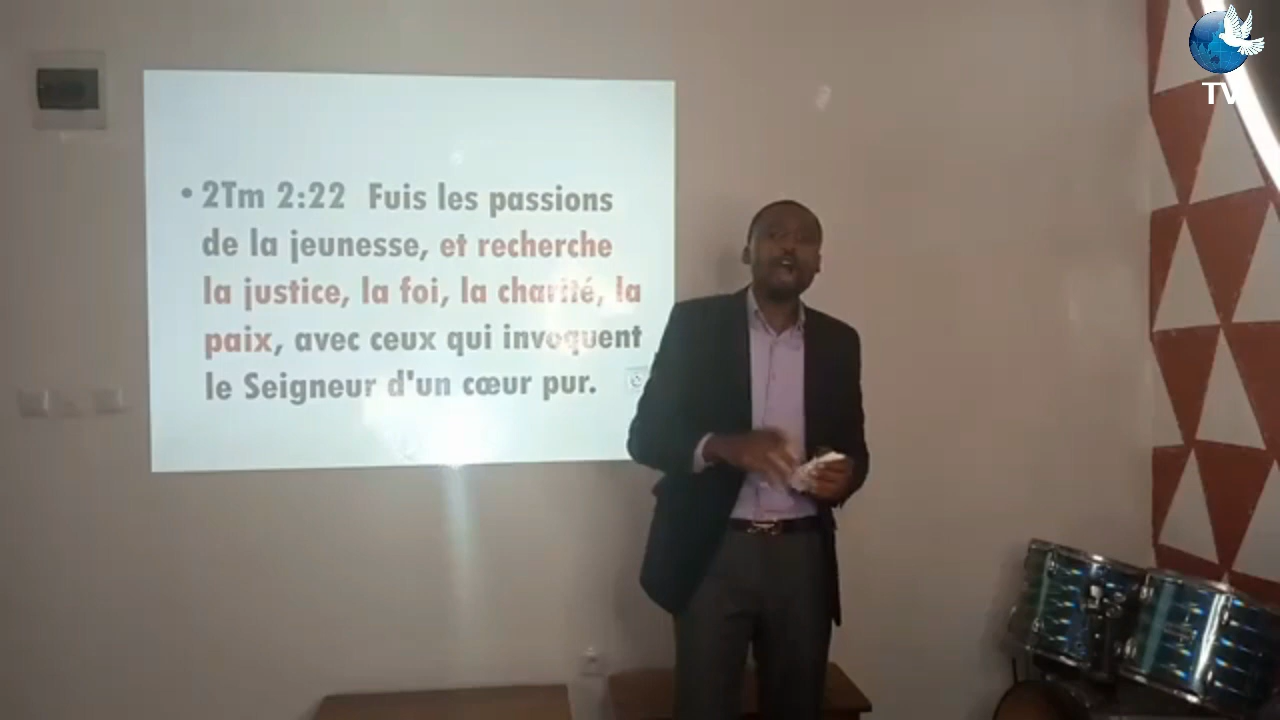 • 2Tm 2:22 Fuis les passions
de la jeunesse, et recherche
la justice, la foi, la charité, la
paix, avec ceux qui invoquent
le Seigneur d'un cœur pur.
TV